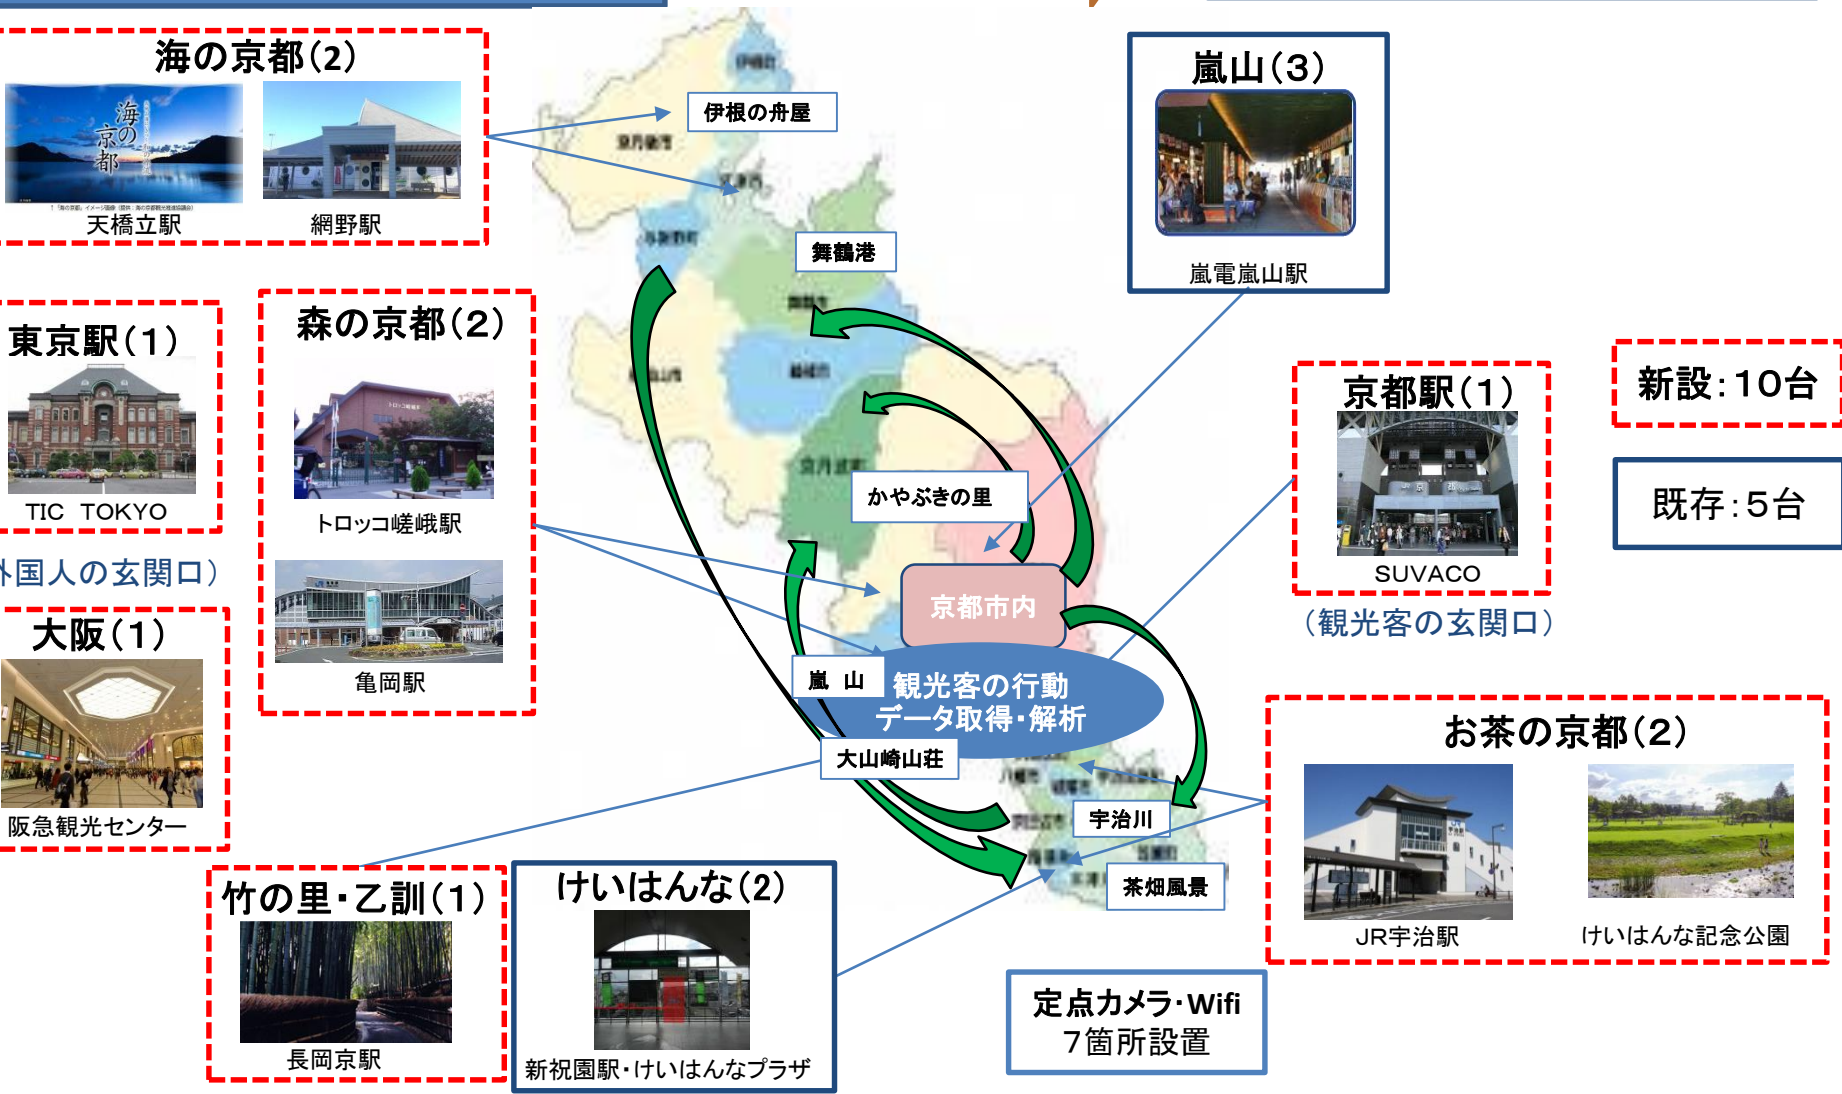 海の京都（2）
海の京都
天橋立駅
網野駅
伊根の舟屋
舞鶴港
嵐山（３）
嵐電嵐山駅
東京駅（１）
TIC　TOKYO
外国人の玄関口）
森の京都（２）
トロッコ嵯峨駅
亀岡駅
大阪（１）
阪急観光センター
かやぶきの里
京都市内
嵐　山
観光客の行動
データ取得・解析
大山崎山荘
宇治川
茶畑風景
京都駅（１）
SUVACO
（観光客の玄関口）
新設：１０台
既存：５台
お茶の京都（２）
ＪＲ宇治駅
けいはんな記念公園
竹の里・乙訓（１）
長岡京駅
けいはんな（２）
新祝園駅・けいはんなプラザ
定点カメラ・Wifi
７箇所設置